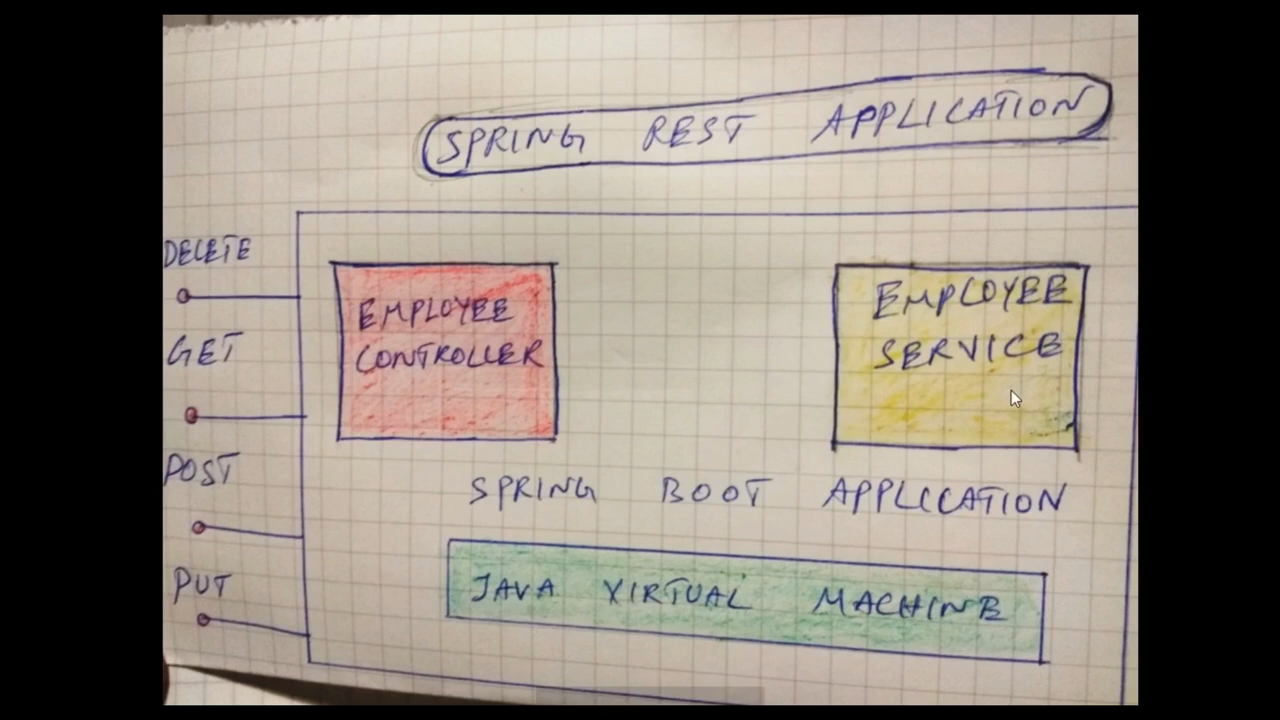 SPRING REST APPLICATION
DELETE
GET
POST
PUT
EMPLOYEE
CONTROLLER
EMPLOYEE
SERVICE
SPRING BOOT APPLICATION
JAVA VIRTUAL MACHINE